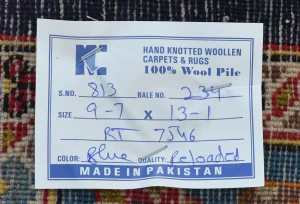 HAND KNOTTED WOOLLEN
CARPETS & RUGS
100% Wool Pile
S.NO. 813 BALE NO. 234
SIZE 9-7 x 13-1
RT 7546
COLOR: Blue QUALITY: Reloaded
MADE IN PAKISTAN